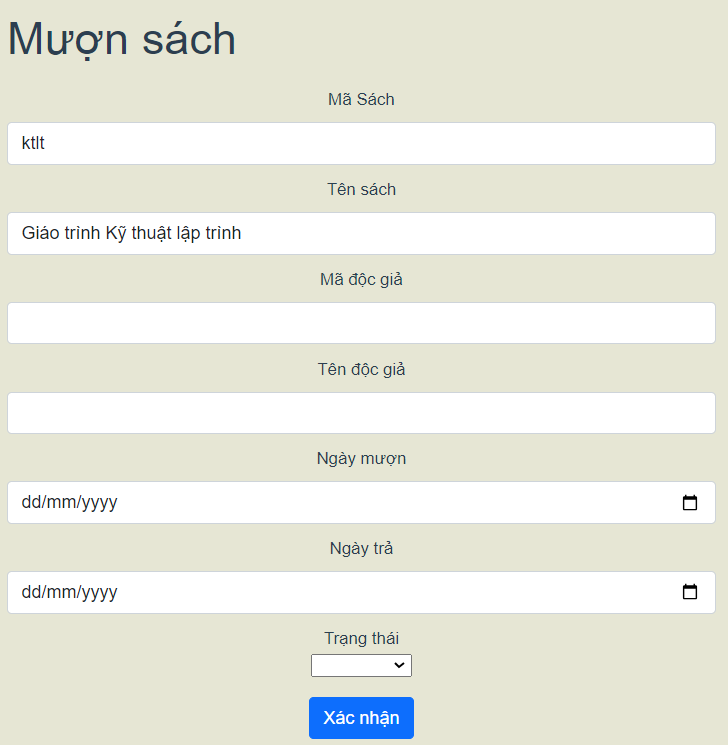 Mượn sách
Mã Sách
ktlt
Tên sách
Giáo trình Kỹ thuật lập trình
Mã độc giả
Tên độc giả
Ngày mượn
dd/mm/yyyy
Ngày trả
dd/mm/yyyy
Trạng thái
Xác nhận